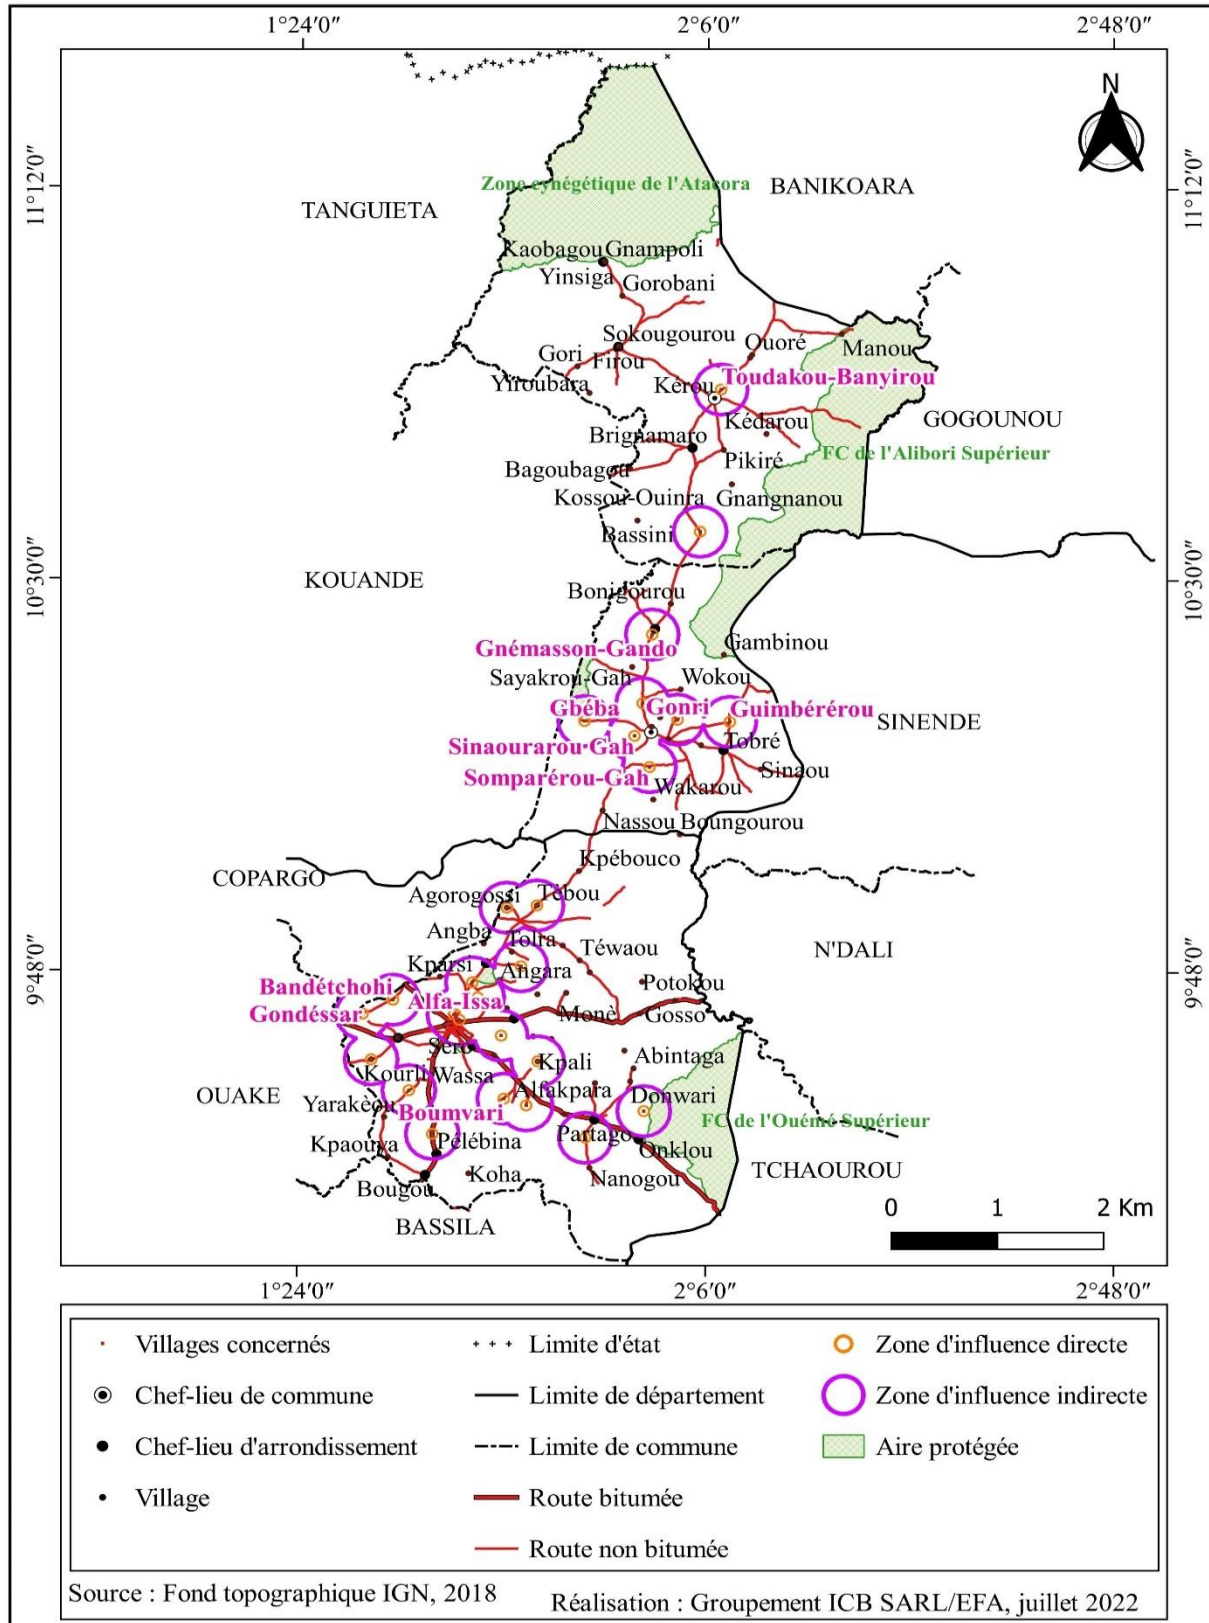 1°24′0″
2°6′0″
2°48′0″
N
11°12′0″
11°12′0″
Zone cynégétique de l'Atacora
BANIKOARA
TANGUIETA
Kaobagou
Gnampoli
Yinsiga
Gorobani
Sokougourou
Ouoré
Manou
Gori
Firou
Yiroubara
Kérou
Toudakou-Banyirou
Kédarou
GOGOUNOU
Brignamaro
Pikiré
FC de l'Alibori Supérieur
Bagoubagou
Kossou-Ouinra
Gnangnanou
Bassini
10°30′0″
10°30′0″
KOUANDE
Bonigourou
Gnémasson-Gando
Gambinou
Sayakrou-Gah
Wokou
Gbéba
Gonri
Guimbérérou
SINENDE
Sinaourarou-Gah
Tobré
Somparérou-Gah
Sinaou
Wakarou
Nassou
Boungourou
COPARGO
Kpébouco
Agorogossi
Tébou
Angba
Tolra
Téwaou
N'DALI
9°48′0″
9°48′0″
Kparsi
Angara
Potokou
Bandétchohi
Alfa-Issa
Gondéssar
Monè
Gosso
Séro
Abintaga
Kpali
OUAKE
Kourli
Wassa
Alfakpara
Donwari
Yarakéou
Boumvari
FC de l'Ouémé Supérieur
Kpaouya
Pélébina
Partago
Onklou
TCHAOUROU
Bougou
Koha
Nanogou
BASSILA
0 1 2 Km
1°24′0″
2°6′0″
2°48′0″
Villages concernés
Limite d'état
Zone d'influence directe
Chef-lieu de commune
Limite de département
Zone d'influence indirecte
Chef-lieu d'arrondissement
Limite de commune
Aire protégée
Village
Route bitumée
Route non bitumée
Source : Fond topographique IGN, 2018
Réalisation : Groupement ICB SARL/EFA, juillet 2022